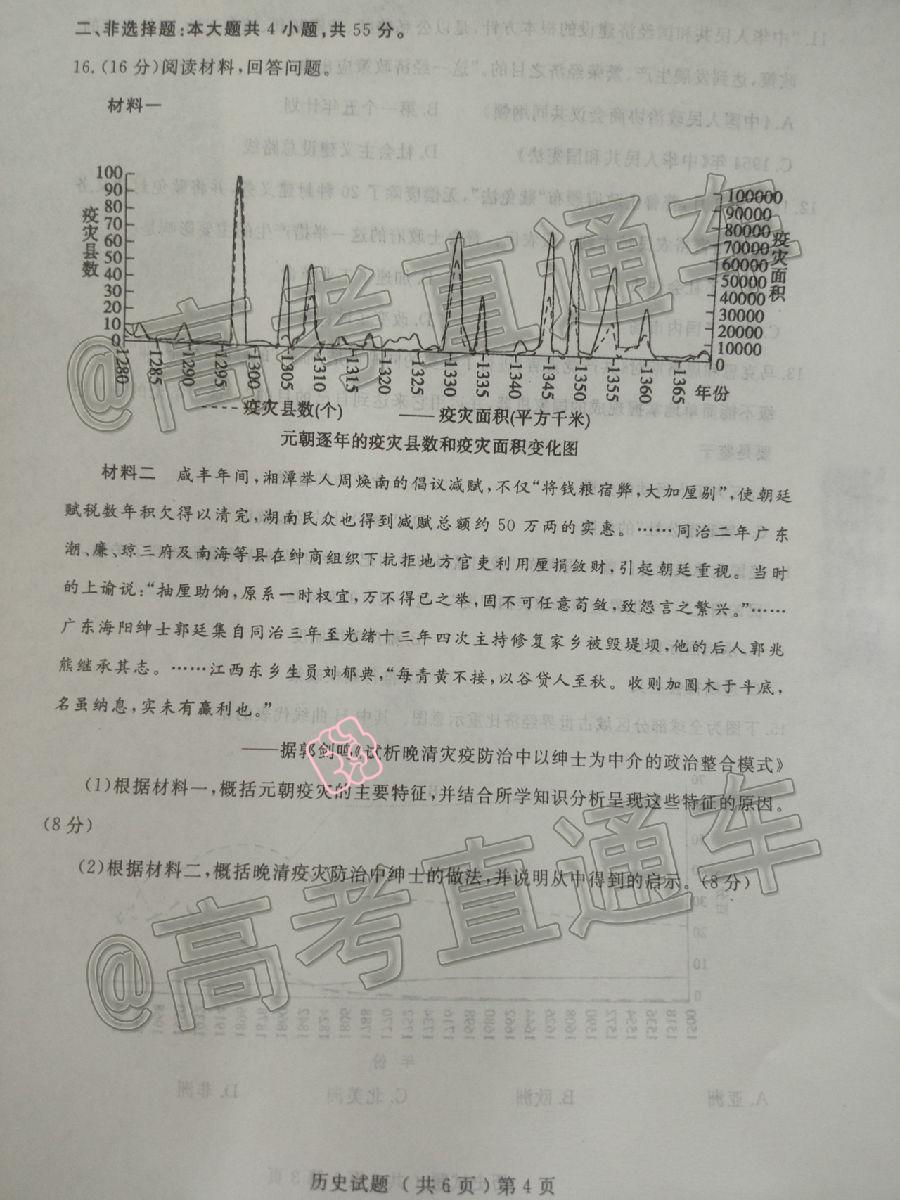 二、非选择题:本大题共 4 小题,共 55 分。
16.(16 分)阅读材料,回答问题。
材料一
100
90
80
70
60
50
40
30
20
10
0
疫灾县数
100000
90000
80000
70000
60000
50000
40000
30000
20000
10000
0
疫灾面积
1280
1285
1290
1295
1300
1305
1310
1315
1320
1325
1330
1335
1340
1345
1350
1355
1360
1365
年份
疫灾县数(个)
疫灾面积(平方千米)
元朝逐年的疫灾县数和疫灾面积变化图
材料二 咸丰年间,湘潭举人周焕南的倡议减赋,不仅“将钱粮宿弊,大加厘剔”,使朝廷
赋税数年积欠得以清完,湖南民众也得到减赋总额约 50 万两的实惠。……同治二年广东
潮、廉、琼三府及南海等县在绅商组织下抗拒地方官吏利用厘捐敛财,引起朝廷重视。当时
的上谕说:“抽厘助饷,原系一时权宜,万不得已之举,固不可任意苛敛,致怨言之繁兴。”……
广东海阳绅士郭廷集自同治三年至光绪十三年四次主持修复家乡被毁堤坝,他的后人郭兆
熊继承其志。……江西东乡生员刘郁典,“每青黄不接,以谷贷人至秋。收则加圆木于斗底,
名虽纳息,实未有赢利也。”
——据郭剑鸣《试析晚清灾疫防治中以绅士为中介的政治整合模式》
(1)根据材料一,概括元朝疫灾的主要特征,并结合所学知识分析呈现这些特征的原因。
(8 分)
(2)根据材料二,概括晚清疫灾防治中绅士的做法,并说明从中得到的启示。(8 分)
@高考直通车
@高考直通车
历史试题 (共 6 页) 第 4 页